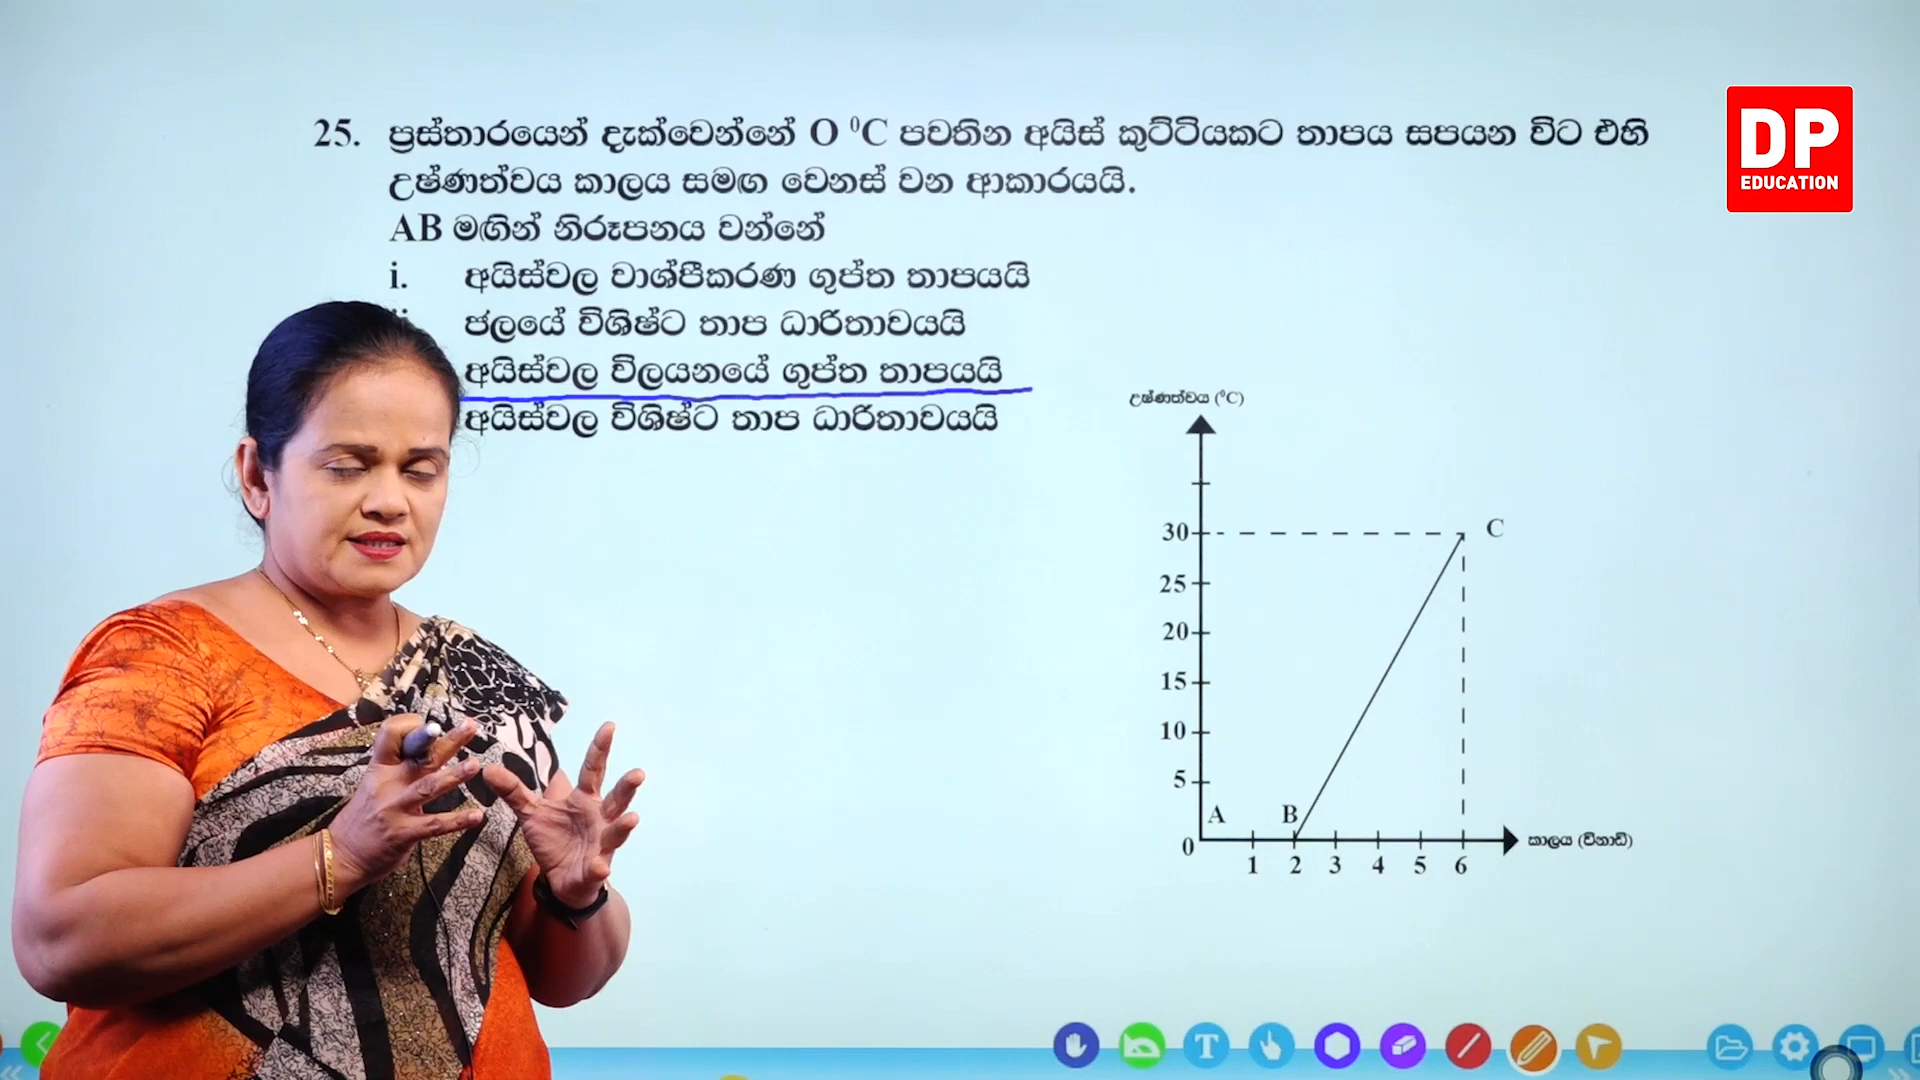 DP
EDUCATION
25. ප්‍රස්තාරයෙන් දැක්වෙන්නේ O ⁰C පවතින අයිස් කුට්ටියකට තාපය සපයන විට එහි
උෂ්ණත්වය කාලය සමඟ වෙනස් වන ආකාරයයි.
AB මඟින් නිරූපනය වන්නේ
i. අයිස්වල වාශ්පීකරණ ගුප්ත තාපයයි
ජලයේ විශිෂ්ට තාප ධාරිතාවයයි
අයිස්වල විලයනයේ ගුප්ත තාපයයි
අයිස්වල විශිෂ්ට තාප ධාරිතාවයයි
උෂ්ණත්වය (⁰C)
30
C
25
20
15
10
5
A B
0
කාලය (විනාඩි)
1 2 3 4 5 6
T